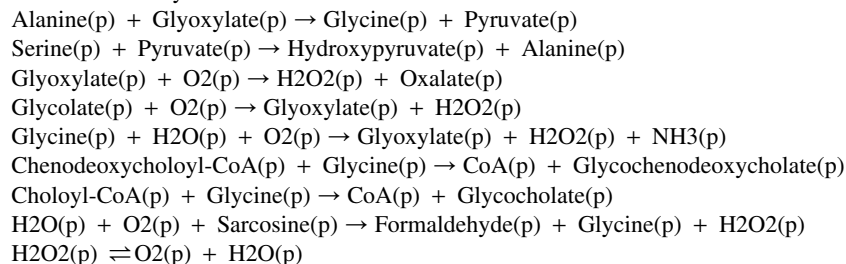 Alanine(p) + Glyoxylate(p) → Glycine(p) + Pyruvate(p)
Serine(p) + Pyruvate(p) → Hydroxypyruvate(p) + Alanine(p)
Glyoxylate(p) + O2(p) → H2O2(p) + Oxalate(p)
Glycolate(p) + O2(p) → Glyoxylate(p) + H2O2(p)
Glycine(p) + H2O(p) + O2(p) → Glyoxylate(p) + H2O2(p) + NH3(p)
Chenodeoxycholoyl-CoA(p) + Glycine(p) → CoA(p) + Glycochenodeoxycholate(p)
Choloyl-CoA(p) + Glycine(p) → CoA(p) + Glycocholate(p)
H2O(p) + O2(p) + Sarcosine(p) → Formaldehyde(p) + Glycine(p) + H2O2(p)
H2O2(p) ⇌ O2(p) + H2O(p)